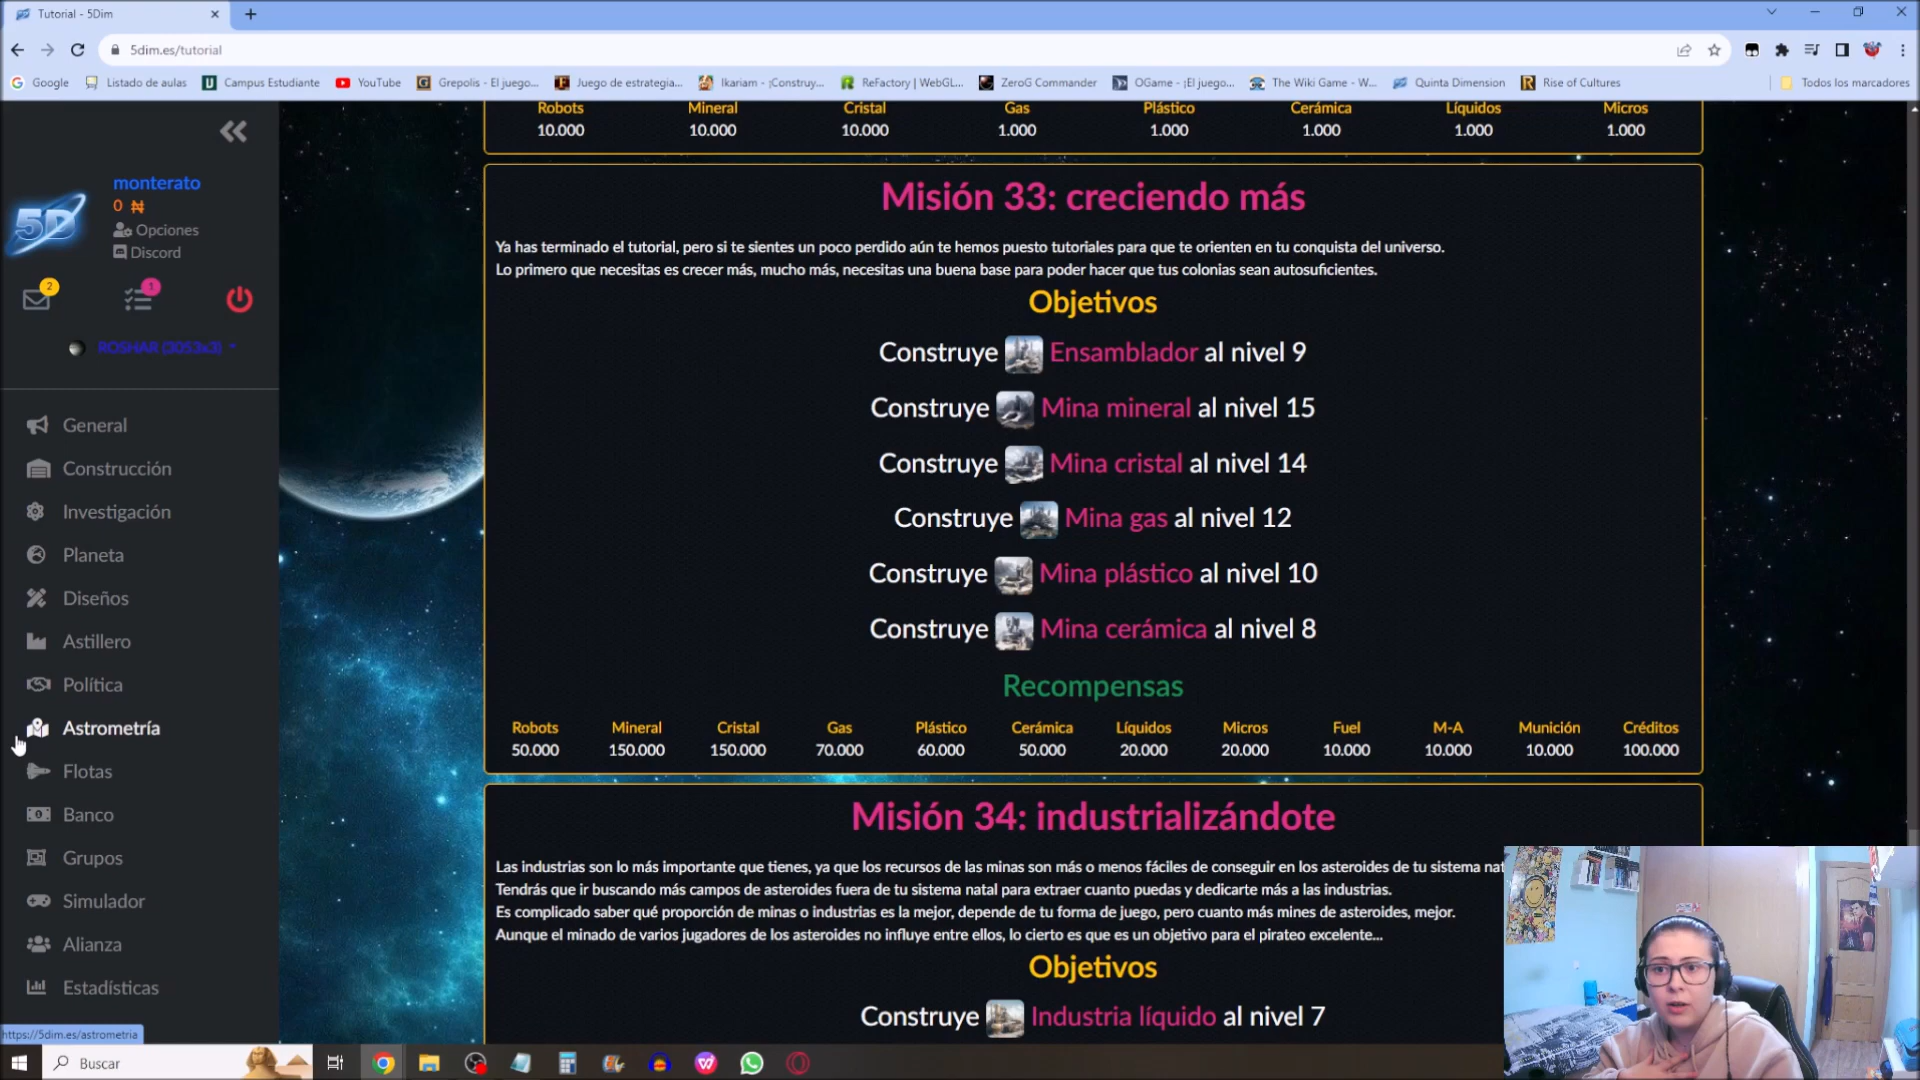 Tutorial - 5Dim
5dim.es/tutorial
Google
Listado de aulas
Campus Estudiante
YouTube
Grepolis - El juego...
Juego de estrategia...
Ikariam - ¡Construy...
ReFactory | WebGL...
ZeroG Commander
OGame - ¡El juego...
The Wiki Game - W...
Quinta Dimension
Rise of Cultures
Todos los marcadores
5D
monterato
0
Opciones
Discord
2
1
ROSHAR (3053x3)
General
Construcción
Investigación
Planeta
Diseños
Astillero
Política
Astrometría
Flotas
Banco
Grupos
Simulador
Alianza
Estadísticas
https://5dim.es/astrometria
Robots Mineral Cristal Gas Plástico Cerámica Líquidos Micros
10.000 10.000 10.000 1.000 1.000 1.000 1.000 1.000
Misión 33: creciendo más
Ya has terminado el tutorial, pero si te sientes un poco perdido aún te hemos puesto tutoriales para que te orienten en tu conquista del universo.
Lo primero que necesitas es crecer más, mucho más, necesitas una buena base para poder hacer que tus colonias sean autosuficientes.
Objetivos
Construye Ensamblador al nivel 9
Construye Mina mineral al nivel 15
Construye Mina cristal al nivel 14
Construye Mina gas al nivel 12
Construye Mina plástico al nivel 10
Construye Mina cerámica al nivel 8
Recompensas
Robots Mineral Cristal Gas Plástico Cerámica Líquidos Micros Fuel M-A Munición Créditos
50.000 150.000 150.000 70.000 60.000 50.000 20.000 20.000 10.000 10.000 10.000 100.000
Misión 34: industrializándote
Las industrias son lo más importante que tienes, ya que los recursos de las minas son más o menos fáciles de conseguir en los asteroides de tu sistema nat
Tendrás que ir buscando más campos de asteroides fuera de tu sistema natal para extraer cuanto puedas y dedicarte más a las industrias.
Es complicado saber qué proporción de minas o industrias es la mejor, depende de tu forma de juego, pero cuanto más mines de asteroides, mejor.
Aunque el minado de varios jugadores de los asteroides no influye entre ellos, lo cierto es que es un objetivo para el pirateo excelente...
Objetivos
Construye Industria líquido al nivel 7
Buscar